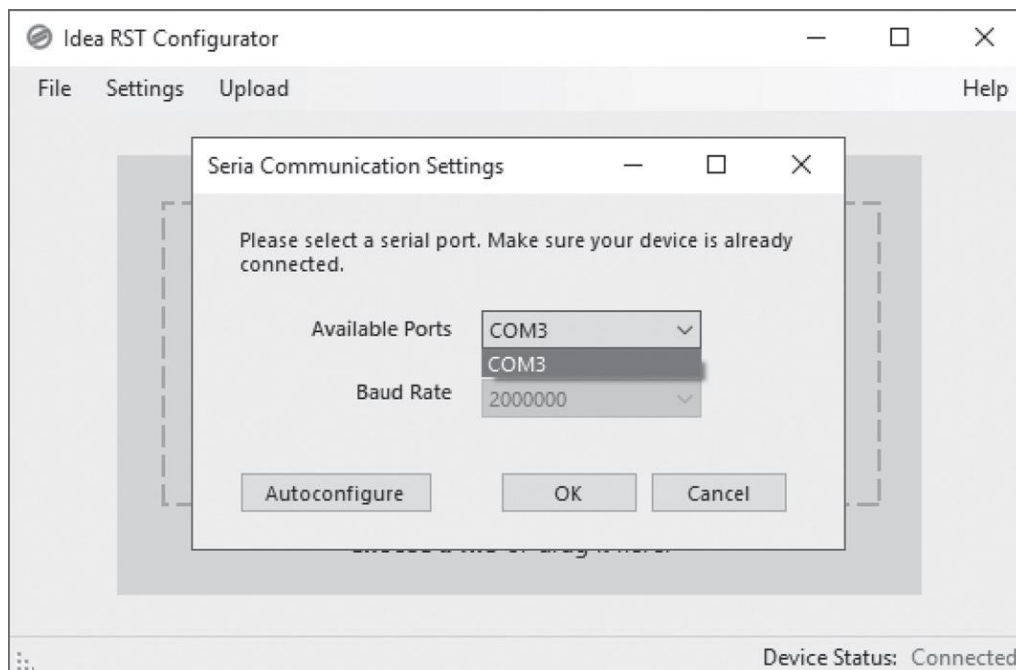 Idea RST Configurator
File Settings Upload Help
Seria Communication Settings
Please select a serial port. Make sure your device is already
connected.
Available Ports COM3
COM3
Baud Rate 2000000
Autoconfigure OK Cancel
Device Status: Connected